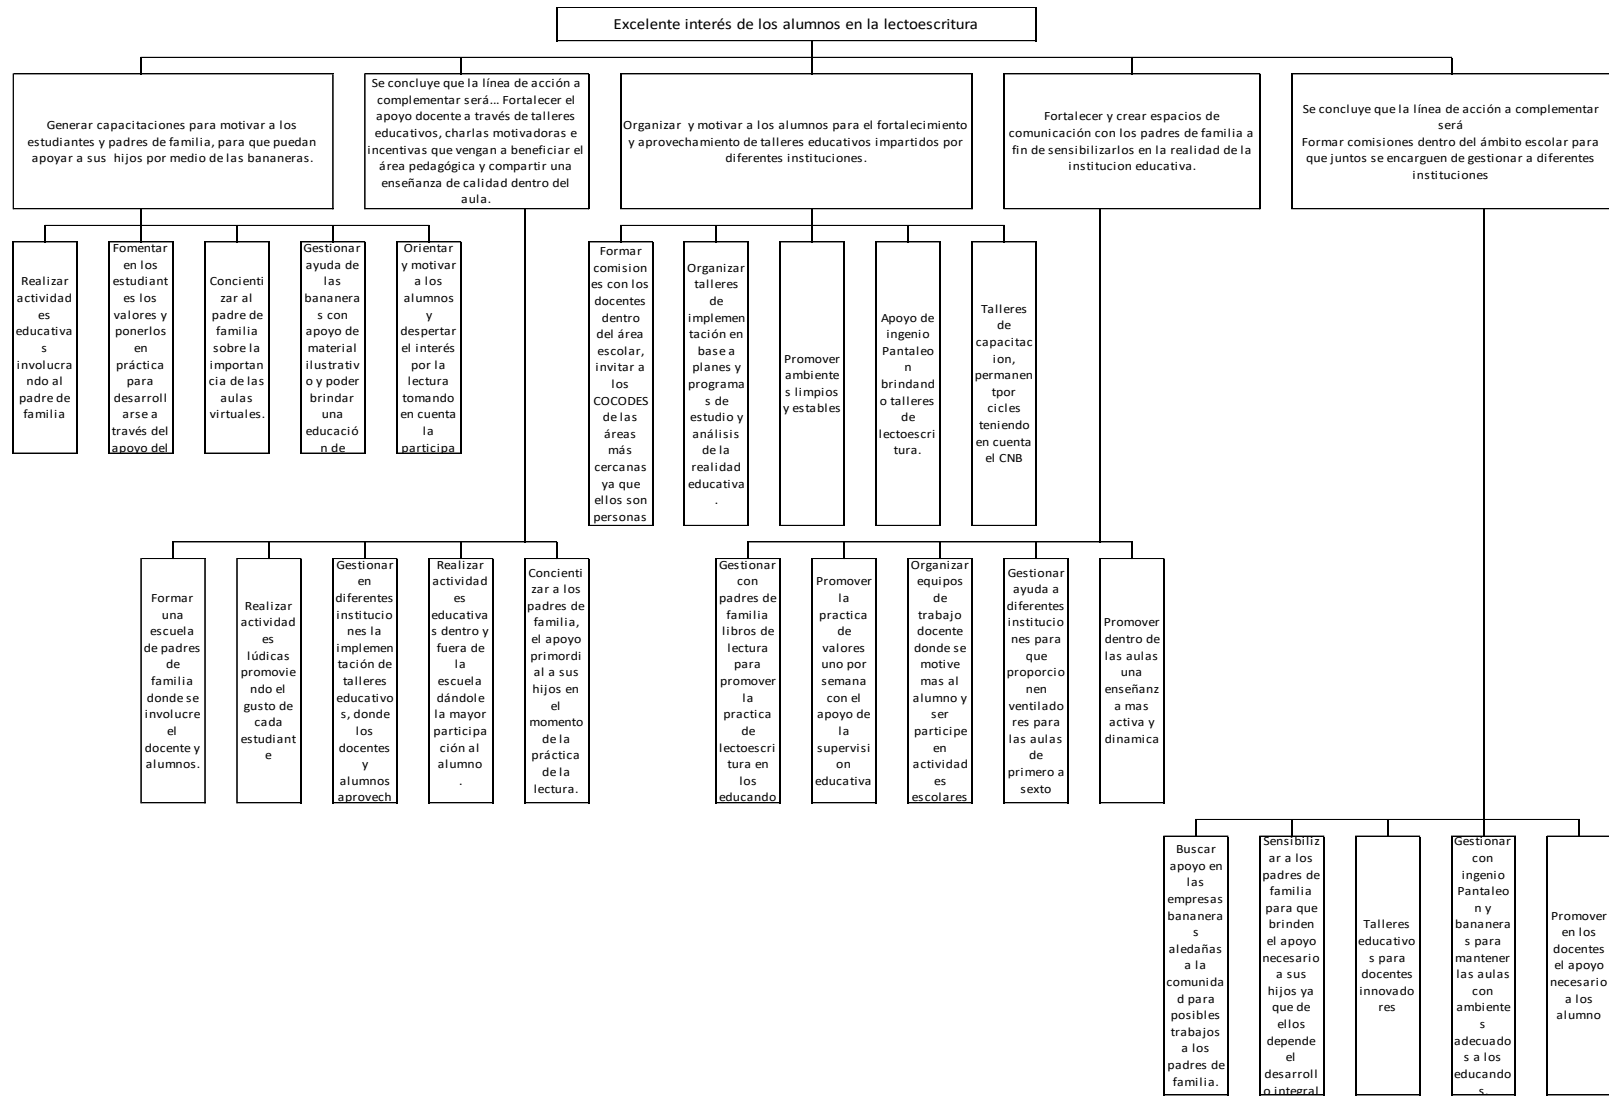 Excelente interés de los alumnos en la lectoescritura
Generar capacitaciones para motivar a los
estudiantes y padres de familia, para que puedan
apoyar a sus hijos por medio de las bananeras.
Se concluye que la línea de acción a
complementar será... Fortalecer el
apoyo docente a través de talleres
educativos, charlas motivadoras e
incentivas que vengan a beneficiar el
área pedagógica y compartir una
enseñanza de calidad dentro del
aula.
Organizar y motivar a los alumnos para el fortalecimiento
y aprovechamiento de talleres educativos impartidos por
diferentes instituciones.
Fortalecer y crear espacios de
comunicación con los padres de familia a
fin de sensibilizarlos en la realidad de la
institucion educativa.
Se concluye que la línea de acción a complementar
será
Formar comisiones dentro del ámbito escolar para
que juntos se encarguen de gestionar a diferentes
instituciones
Realizar
actividad
es
educativa
s
involucra
ndo al
padre de
familia
Fomentar
en los
estudiant
es los
valores y
ponerlos
en
práctica
para
desarroll
arse a
través del
apoyo del
Concienti
zar al
padre de
familia
sobre la
importan
cia de las
aulas
virtuales.
Gestionar
ayuda de
las
bananera
s con
apoyo de
material
ilustrativ
o y poder
brindar
una
educació
n de
Orientar
y motivar
a los
alumnos
y
despertar
el interés
por la
lectura
tomando
en cuenta
la
participa
Formar
comision
es con los
docentes
dentro
del área
escolar,
invitar a
los
COCODES
de las
áreas
más
cercanas
ya que
ellos son
personas
Organizar
talleres
de
implemen
tación en
base a
planes y
programa
s de
estudio y
análisis
de la
realidad
educativa
.
Promover
ambiente
s limpios
y estables
Apoyo de
ingenio
Pantaleo
n
brindand
o talleres
de
lectoescri
tura.
Talleres
de
capacitac
ion,
permanen
tpor
cicles
teniendo
en cuenta
el CNB
Formar
una
escuela
de padres
de
familia
donde se
involucre
el
docente y
alumnos.
Realizar
actividad
es
lúdicas
promovie
ndo el
gusto de
cada
estudiant
e
Gestionar
en
diferentes
institucio
nes la
implemen
tación de
talleres
educativo
s, donde
los
docentes
y
alumnos
aprovech
Realizar
actividad
es
educativa
s dentro y
fuera de
la
escuela
dándole
la mayor
participa
ción al
alumno
.
Concienti
zar a los
padres de
familia,
el apoyo
primordi
al a sus
hijos en
el
momento
de la
práctica
de la
lectura.
Gestionar
con
padres de
familia
libros de
lectura
para
promover
la
practica
de
lectoescri
tura en
los
educando
Promover
la
practica
de
valores
uno por
semana
con el
apoyo de
la
supervisi
on
educativa
Organizar
equipos
de
trabajo
docente
donde se
motive
mas al
alumno y
ser
participe
en
actividad
es
escolares
Gestionar
ayuda a
diferentes
institucio
nes para
que
proporcio
nen
ventilado
res para
las aulas
de
primero a
sexto
Promover
dentro de
las aulas
una
enseñanz
a mas
activa y
dinamica
Buscar
apoyo en
las
empresas
bananera
s
aledañas
a la
comunida
d para
posibles
trabajos
a los
padres de
familia.
Sensibiliz
ar a los
padres de
familia
para que
brinden
el apoyo
necesario
a sus
hijos ya
que de
ellos
depende
el
desarroll
o integral
Talleres
educativo
s para
docentes
innovado
res
Gestionar
con
ingenio
Pantaleo
n y
bananera
s para
mantener
las aulas
con
ambiente
s
adecuado
s a los
educando
s.
Promover
en los
docentes
el apoyo
necesario
a los
alumno